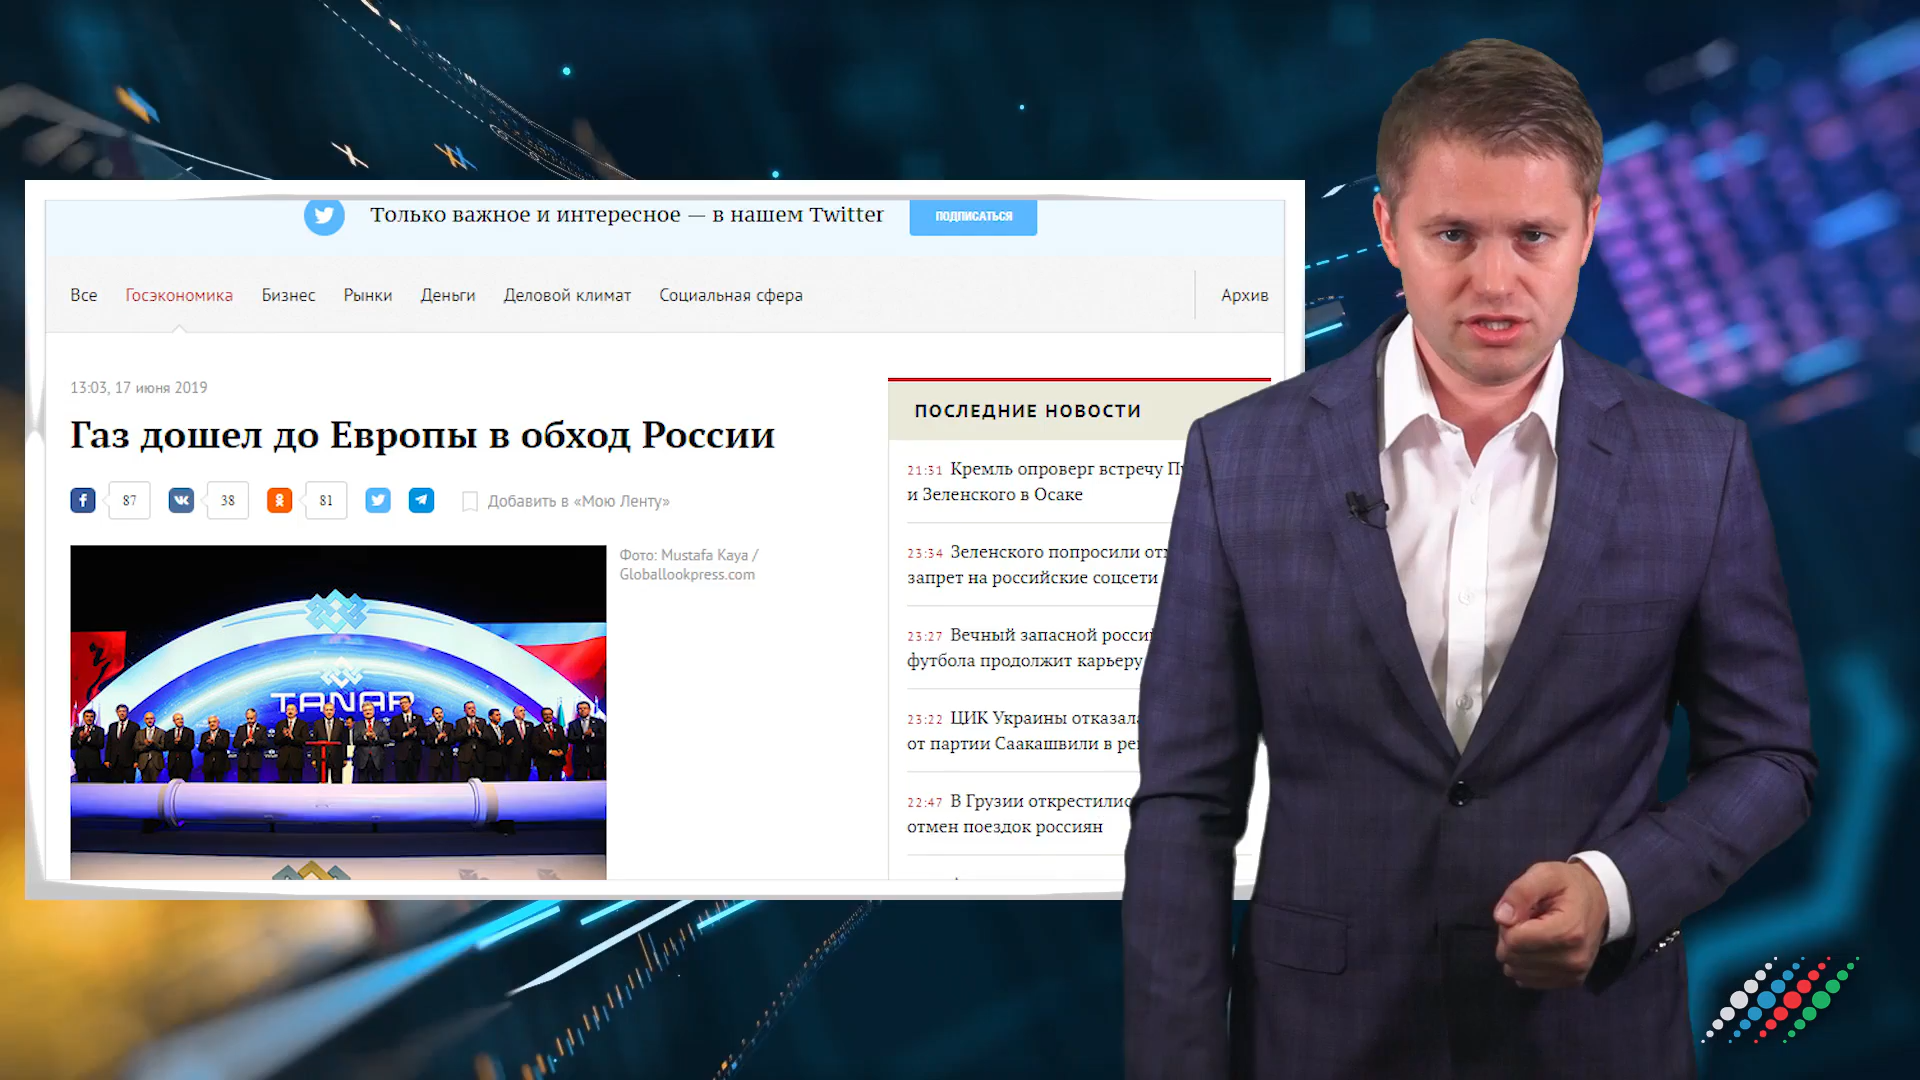 Только важное и интересное — в нашем Twitter
ПОДПИСАТЬСЯ
Все Госэкономика Бизнес Рынки Деньги Деловой климат Социальная сфера Архив
13:03, 17 июня 2019
Газ дошел до Европы в обход России
87 38 81 Добавить в «Мою Ленту»
Фото: Mustafa Kaya /
Globallookpress.com
TANAP
ПОСЛЕДНИЕ НОВОСТИ
21:31 Кремль опроверг встречу
и Зеленского в Осаке
23:34 Зеленского попросили
запрет на российские соцсети
23:27 Вечный запасной
футбола продолжит карьеру
23:22 ЦИК Украины
от партии Саакашвили в
22:47 В Грузии
отмен поездок россиян